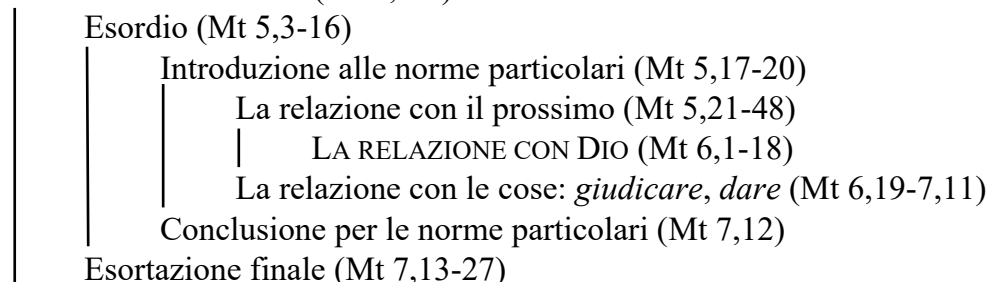 Esordio (Mt 5,3-16)
Introduzione alle norme particolari (Mt 5,17-20)
La relazione con il prossimo (Mt 5,21-48)
LA RELAZIONE CON DIO (Mt 6,1-18)
La relazione con le cose: giudicare, dare (Mt 6,19-7,11)
Conclusione per le norme particolari (Mt 7,12)
Esortazione finale (Mt 7,13-27)